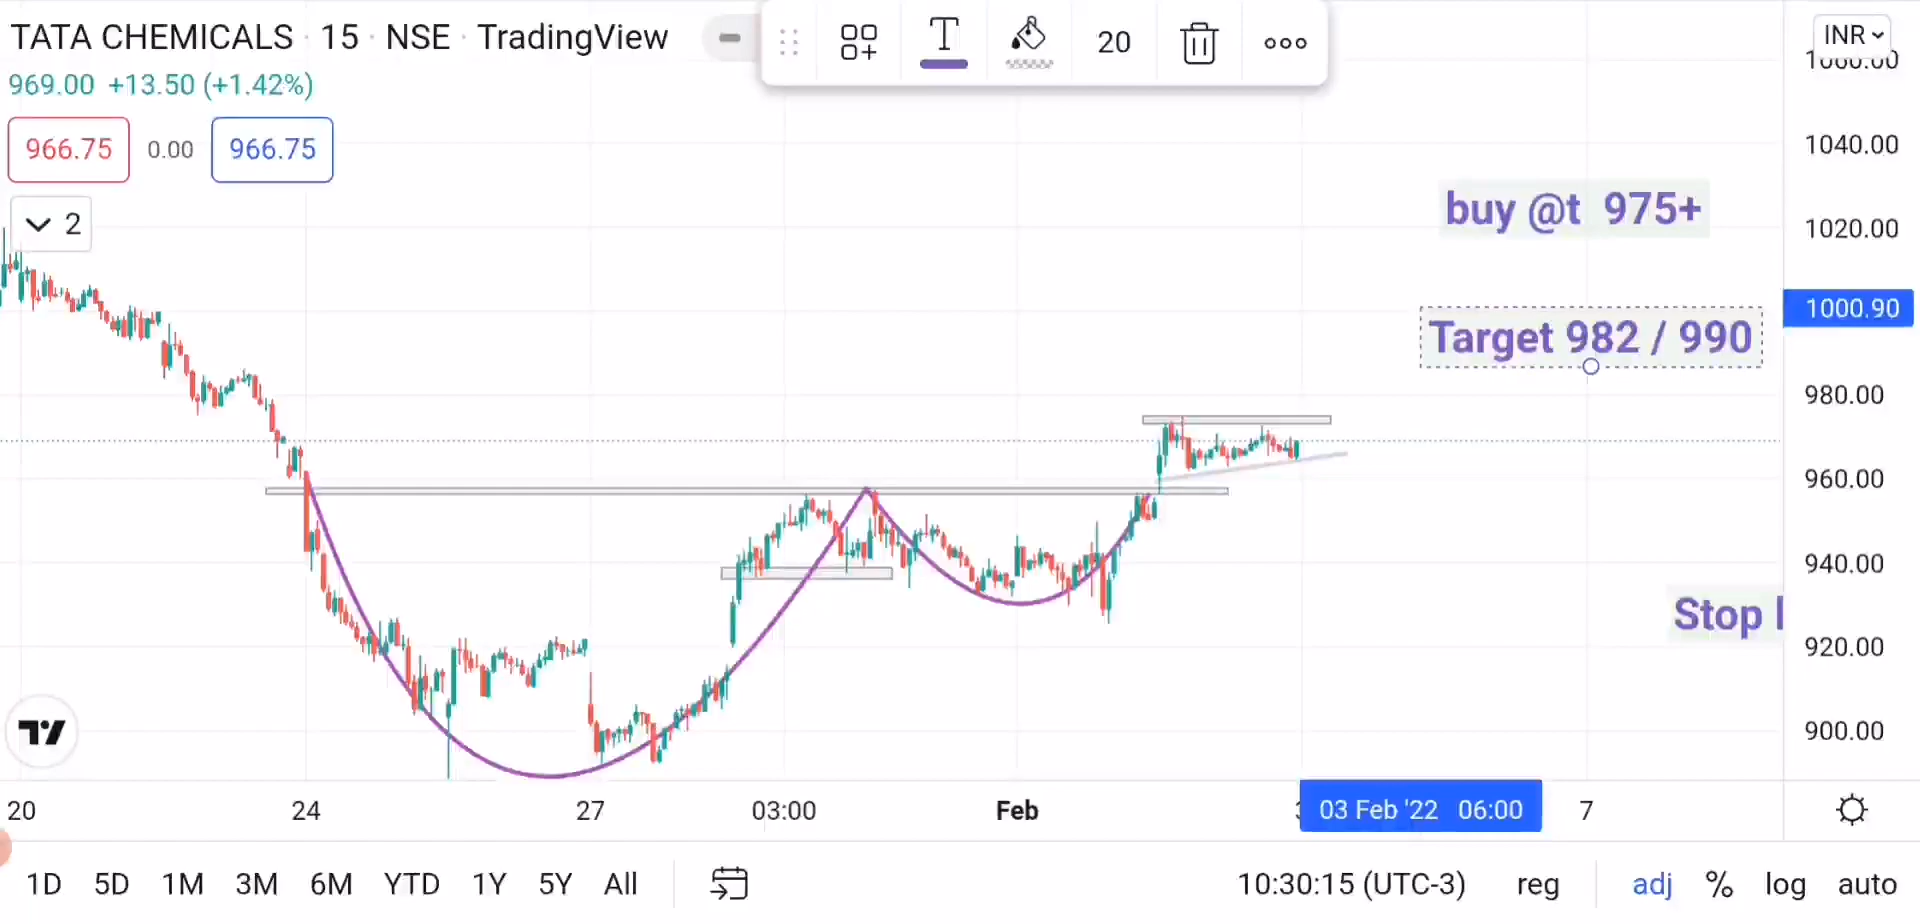 TATA CHEMICALS · 15 · NSE · TradingView
969.00 +13.50 (+1.42%)
966.75 0.00 966.75
2
T 20
INR
1060.00
1040.00
1020.00
1000.90
980.00
960.00
940.00
920.00
900.00
buy @t 975+
Target 982 / 990
Stop l
20 24 27 03:00 Feb 03 Feb '22 06:00 7
1D 5D 1M 3M 6M YTD 1Y 5Y All 10:30:15 (UTC-3) reg adj % log auto